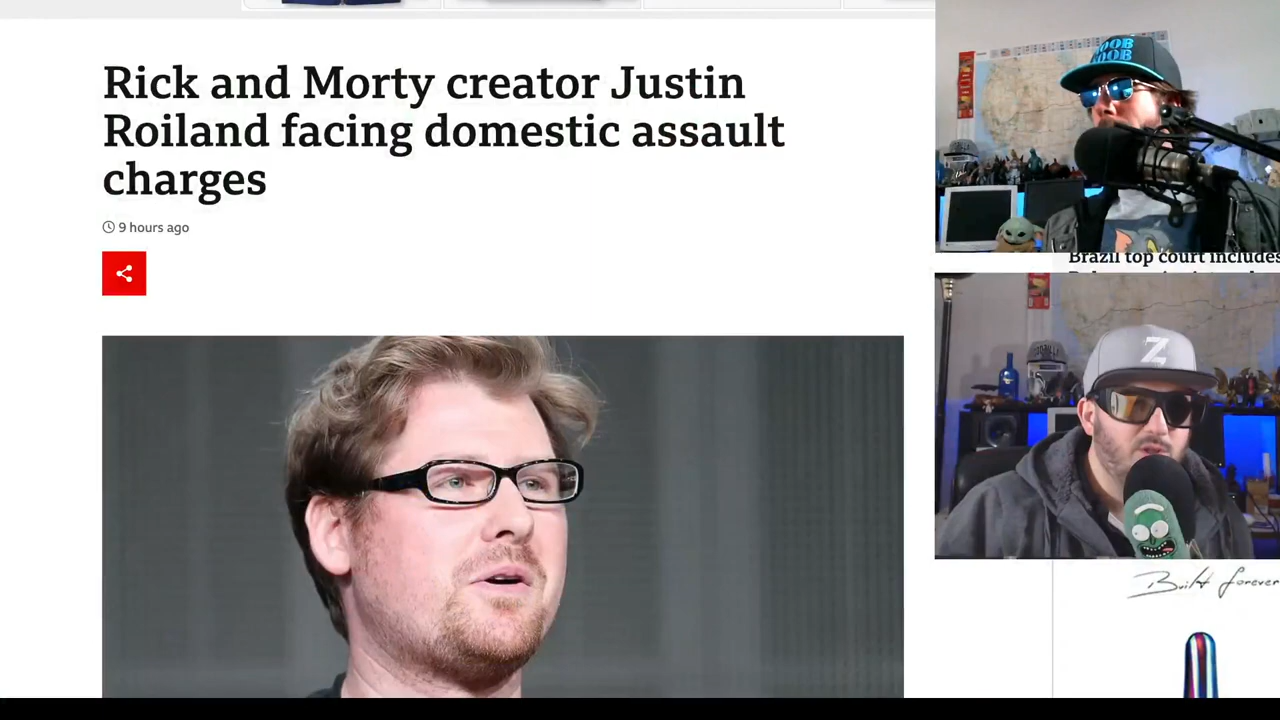 Rick and Morty creator Justin
Roiland facing domestic assault
charges
9 hours ago
NOOB
NOOB
Brazil top court includes
Z
Built forever